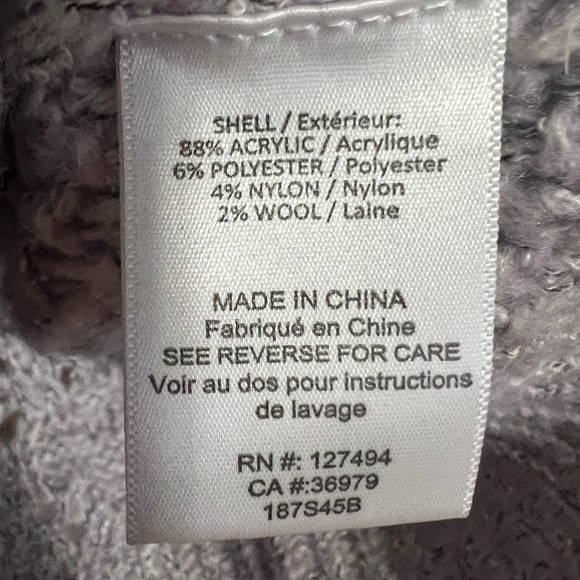 SHELL / Extérieur:
88% ACRYLIC / Acrylique
6% POLYESTER / Polyester
4% NYLON / Nylon
2% WOOL / Laine
MADE IN CHINA
Fabriqué en Chine
SEE REVERSE FOR CARE
Voir au dos pour instructions
de lavage
RN #: 127494
CA #:36979
187S45B